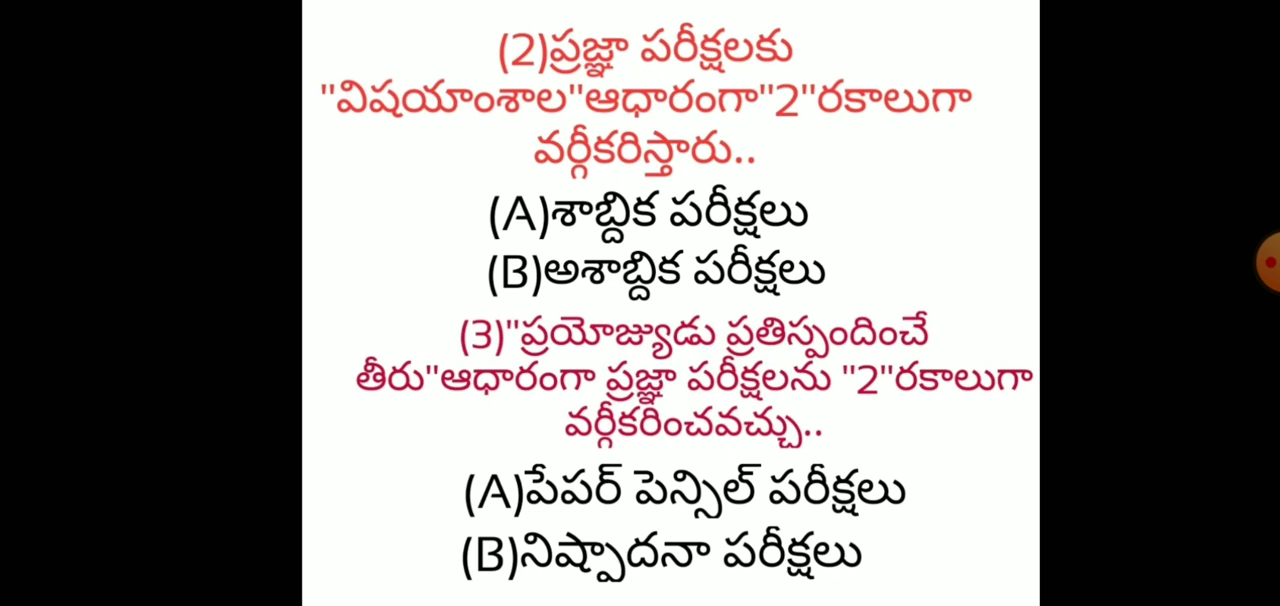 (2)ప్రజ్ఞా పరీక్షలకు
"విషయాంశాల"ఆధారంగా"2"రకాలుగా
వర్గీకరిస్తారు..
(A)శాబ్దిక పరీక్షలు
(B)అశాబ్దిక పరీక్షలు
(3)"ప్రయోజ్యుడు ప్రతిస్పందించే
తీరు"ఆధారంగా ప్రజ్ఞా పరీక్షలను "2"రకాలుగా
వర్గీకరించవచ్చు..
(A)పేపర్ పెన్సిల్ పరీక్షలు
(B)నిష్పాదనా పరీక్షలు